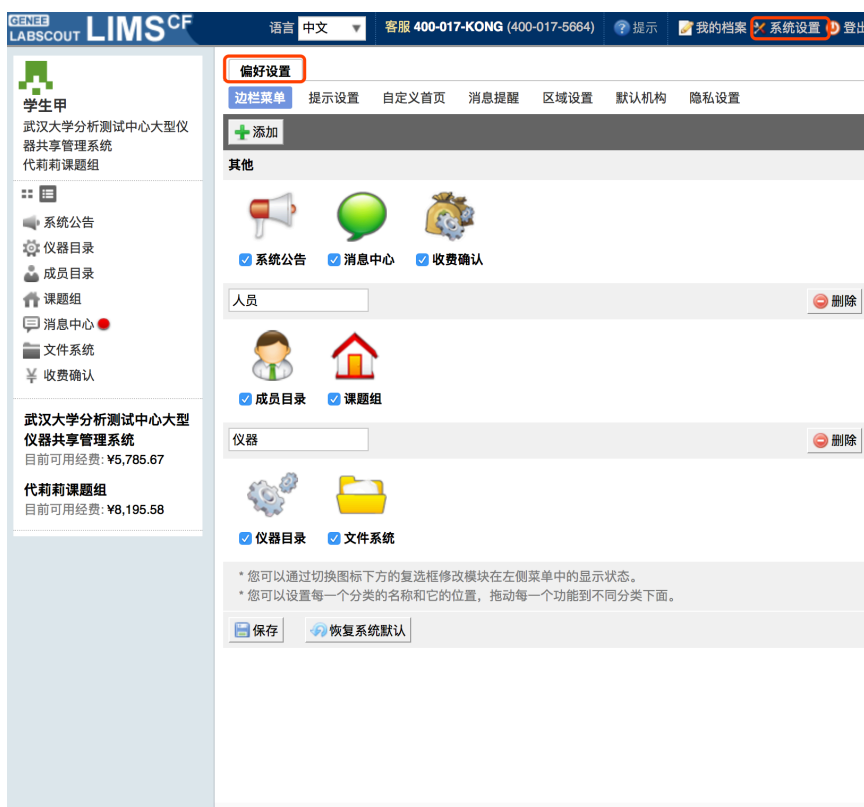 GENEE
LABSCOUT LIMS CF
语言 中文 客服 400-017-KONG (400-017-5664) 提示 我的档案 系统设置 登出
学生甲
武汉大学分析测试中心大型仪
器共享管理系统
代莉莉课题组
系统公告
仪器目录
成员目录
课题组
消息中心
文件系统
收费确认
武汉大学分析测试中心大型
仪器共享管理系统
目前可用经费: ¥5,785.67
代莉莉课题组
目前可用经费: ¥8,195.58
偏好设置
边栏菜单 提示设置 自定义首页 消息提醒 区域设置 默认机构 隐私设置
添加
其他
系统公告 消息中心 收费确认
人员 删除
成员目录 课题组
仪器 删除
仪器目录 文件系统
* 您可以通过切换图标下方的复选框修改模块在左侧菜单中的显示状态。
* 您可以设置每一个分类的名称和它的位置，拖动每一个功能到不同分类下面。
保存 恢复系统默认